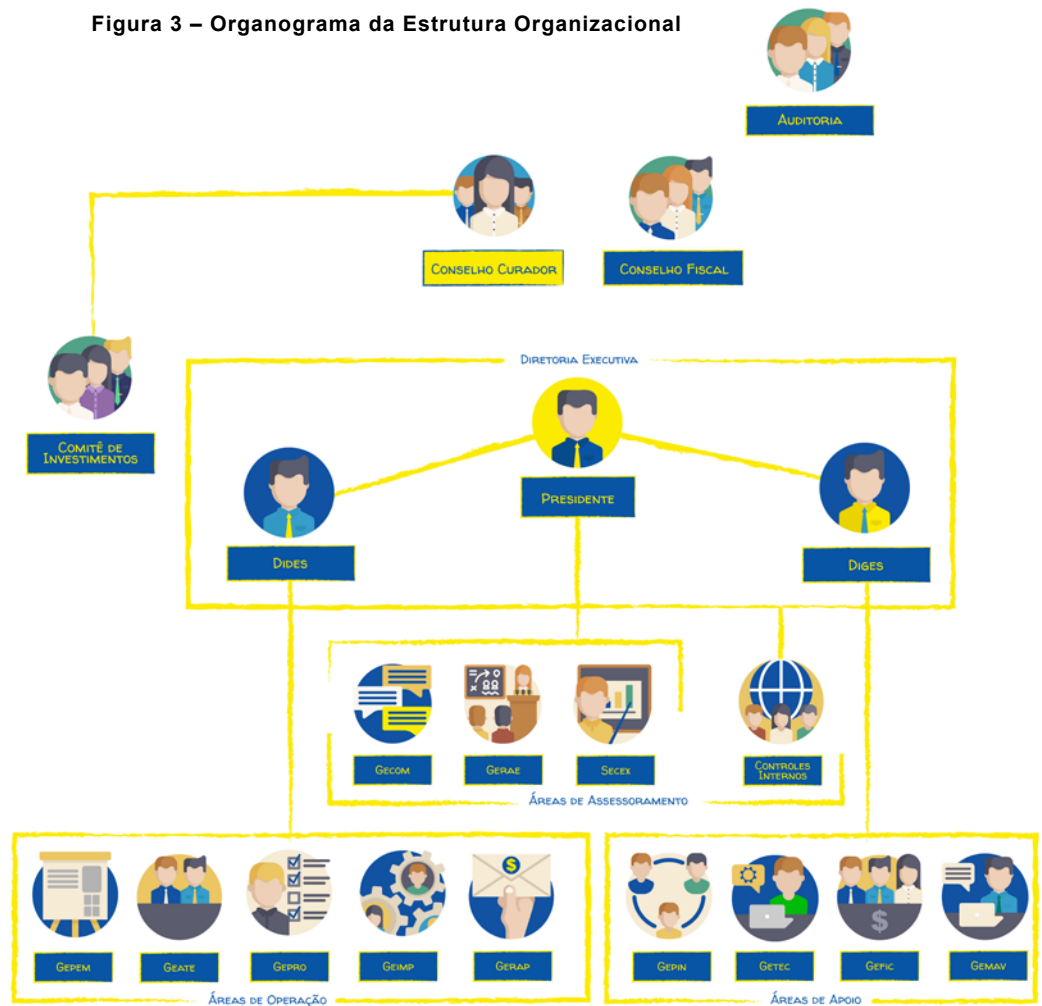 Figura 3 – Organograma da Estrutura Organizacional
Auditoria
Conselho Curador
Conselho Fiscal
Diretoria Executiva
Comitê de
Investimentos
Presidente
Dides
Diges
Gecom
Gerae
Secex
Controles
Internos
Áreas de Assessoramento
Gepem
Geate
Gepro
Geimp
Gerap
Gepin
Getec
Gefic
Gemav
Áreas de Operação
Áreas de Apoio